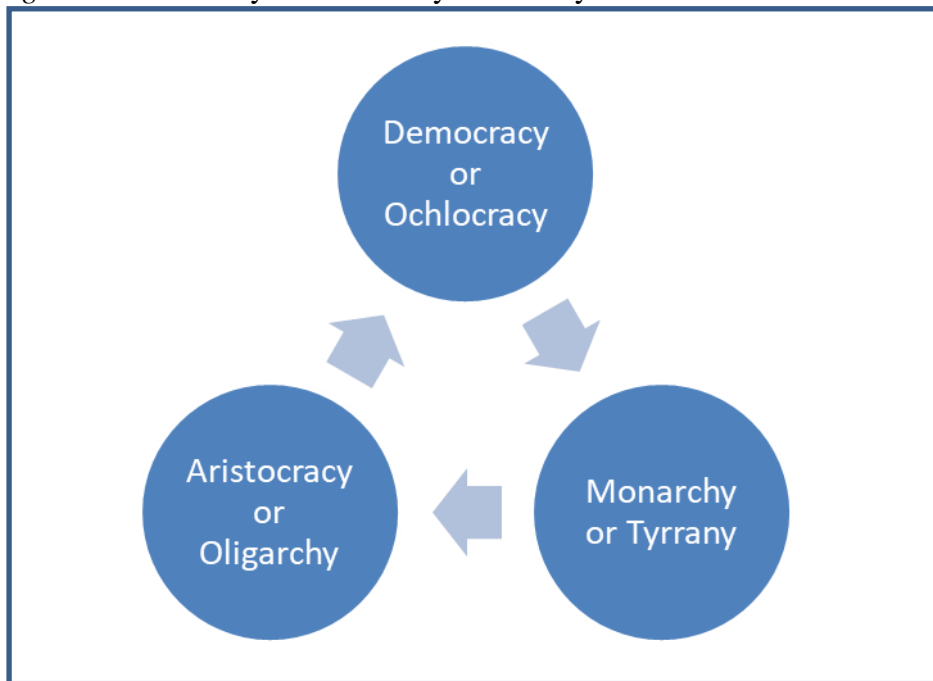 Democracy
or
Ochlocracy
Monarchy
or Tyrrany
Aristocracy
or
Oligarchy